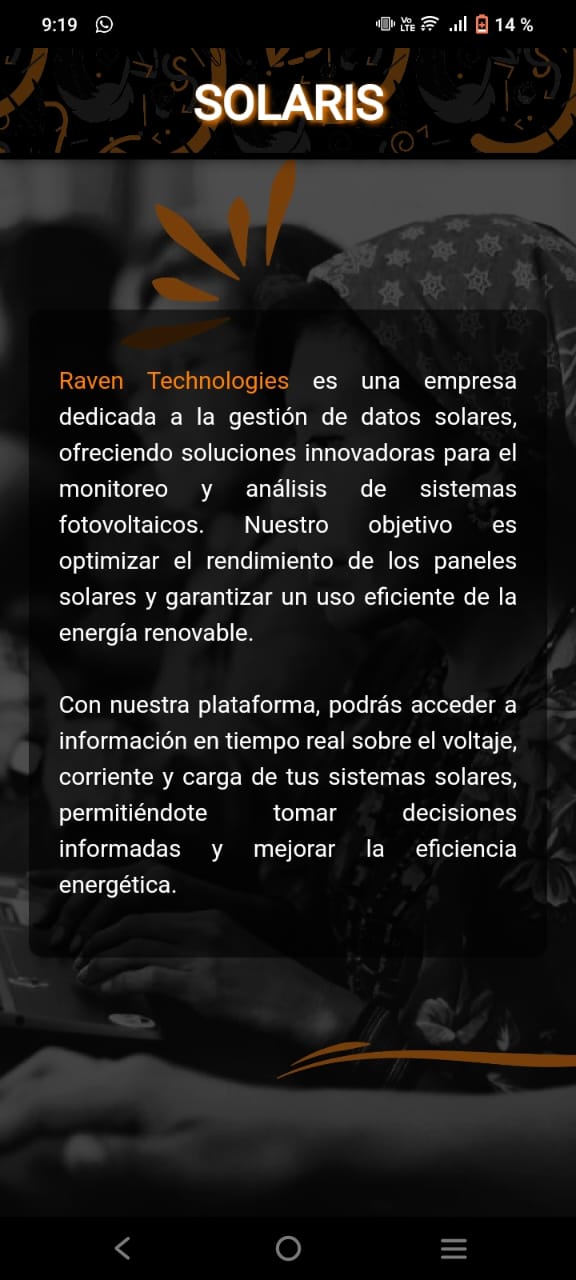 9:19
Vo LTE
14 %
SOLARIS
Raven Technologies es una empresa
dedicada a la gestión de datos solares,
ofreciendo soluciones innovadoras para el
monitoreo y análisis de sistemas
fotovoltaicos. Nuestro objetivo es
optimizar el rendimiento de los paneles
solares y garantizar un uso eficiente de la
energía renovable.
Con nuestra plataforma, podrás acceder a
información en tiempo real sobre el voltaje,
corriente y carga de tus sistemas solares,
permitiéndote tomar decisiones
informadas y mejorar la eficiencia
energética.